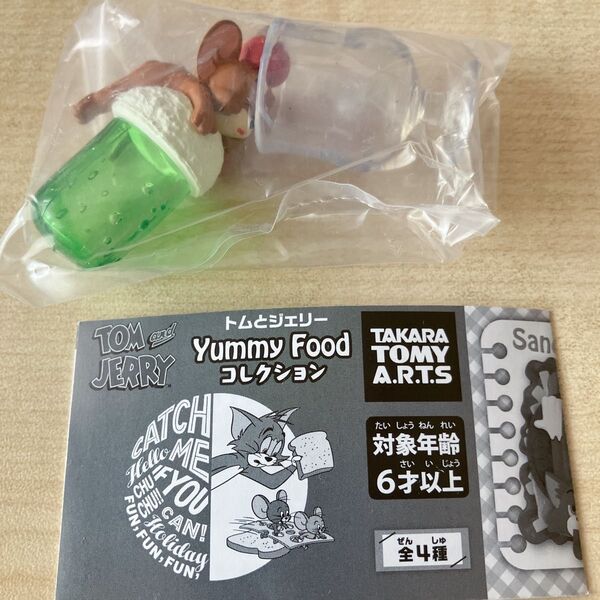 TOM and
JERRY
トムとジェリー
Yummy Food
コレクション
TAKARA
TOMY
A.R.T.S
CATCH
Hello ME
IF YOU
CHU!!
CHU!! CAN!
Holiday
FUN, FUN, FUN,
たいしょうねんれい
対象年齢
さいいじょう
6才以上
ぜん しゅ
全4種